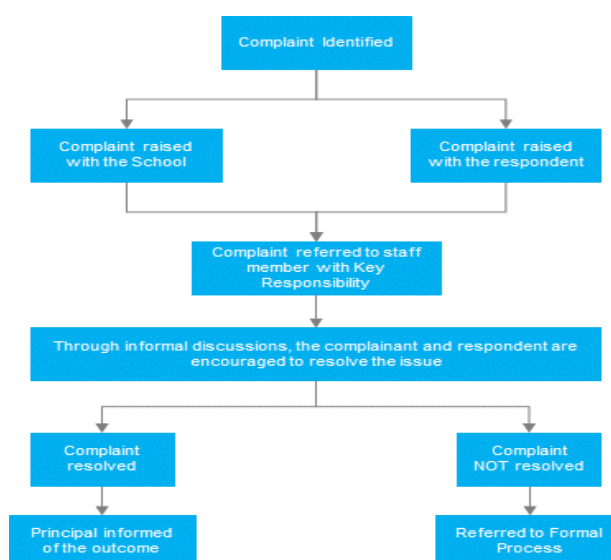 Complaint Identified
Complaint raised
with the School
Complaint raised
with the respondent
Complaint referred to staff
member with Key
Responsibility
Through informal discussions, the complainant and respondent are
encouraged to resolve the issue
Complaint
resolved
Complaint
NOT resolved
Principal informed
of the outcome
Referred to Formal
Process